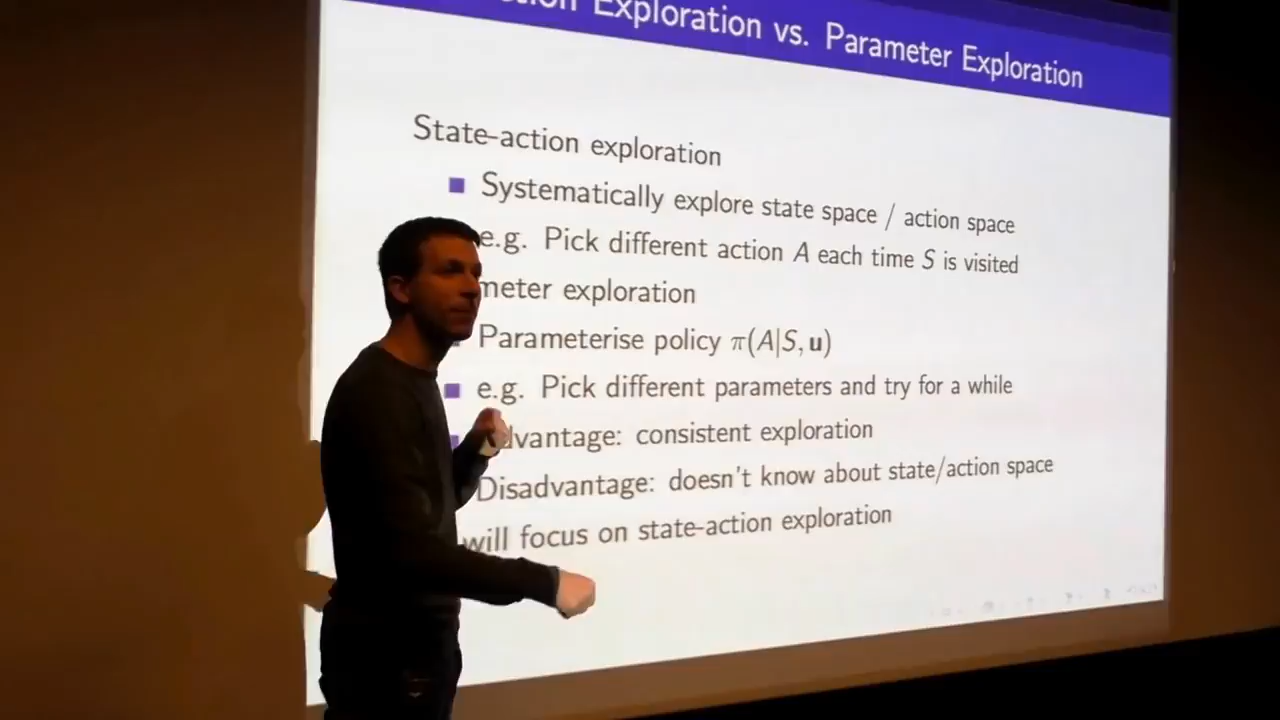 Exploration vs. Parameter Exploration
State-action exploration
Systematically explore state space / action space
e.g. Pick different action A each time S is visited
meter exploration
Parameterise policy π(A|S, u)
e.g. Pick different parameters and try for a while
dvantage: consistent exploration
Disadvantage: doesn't know about state/action space
will focus on state-action exploration